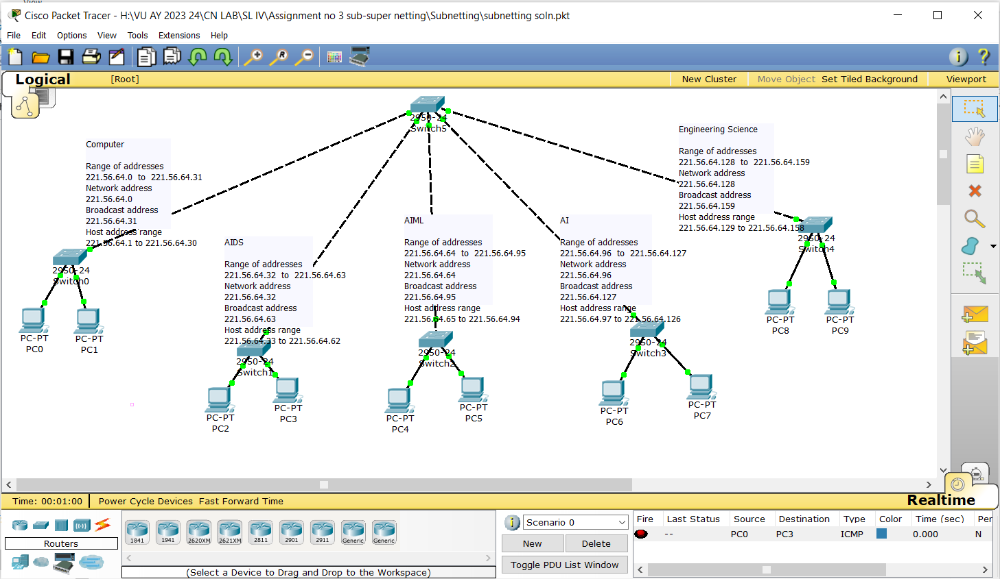 Cisco Packet Tracer - H:\VU AY 2023 24\CN LAB\SL IV\Assignment no 3 sub-super netting\Subnetting\subnetting soln.pkt
File Edit Options View Tools Extensions Help
Logical
[Root]
New Cluster
Move Object
Set Tiled Background
Viewport
2950-24
Switch5
Computer
Range of addresses
221.56.64.0 to 221.56.64.31
Network address
221.56.64.0
Broadcast address
221.56.64.31
Host address range
221.56.64.1 to 221.56.64.30
2950-24
Switch0
PC-PT
PC0
PC-PT
PC1
AIDS
Range of addresses
221.56.64.32 to 221.56.64.63
Network address
221.56.64.32
Broadcast address
221.56.64.63
Host address range
221.56.64.33 to 221.56.64.62
2950-24
Switch1
PC-PT
PC2
PC-PT
PC3
AIML
Range of addresses
221.56.64.64 to 221.56.64.95
Network address
221.56.64.64
Broadcast address
221.56.64.95
Host address range
221.56.64.65 to 221.56.64.94
2950-24
Switch2
PC-PT
PC4
PC-PT
PC5
AI
Range of addresses
221.56.64.96 to 221.56.64.127
Network address
221.56.64.96
Broadcast address
221.56.64.127
Host address range
221.56.64.97 to 221.56.64.126
2950-24
Switch3
PC-PT
PC6
PC-PT
PC7
Engineering Science
Range of addresses
221.56.64.128 to 221.56.64.159
Network address
221.56.64.128
Broadcast address
221.56.64.159
Host address range
221.56.64.129 to 221.56.64.158
2950-24
Switch4
PC-PT
PC8
PC-PT
PC9
Time: 00:01:00
Power Cycle Devices Fast Forward Time
Realtime
Routers
1841
1941
2620XM
2621XM
2811
2901
2911
Generic
Generic
(Select a Device to Drag and Drop to the Workspace)
Scenario 0
New
Delete
Toggle PDU List Window
Fire Last Status Source Destination Type Color Time (sec) Per
-- PC0 PC3 ICMP 0.000 N